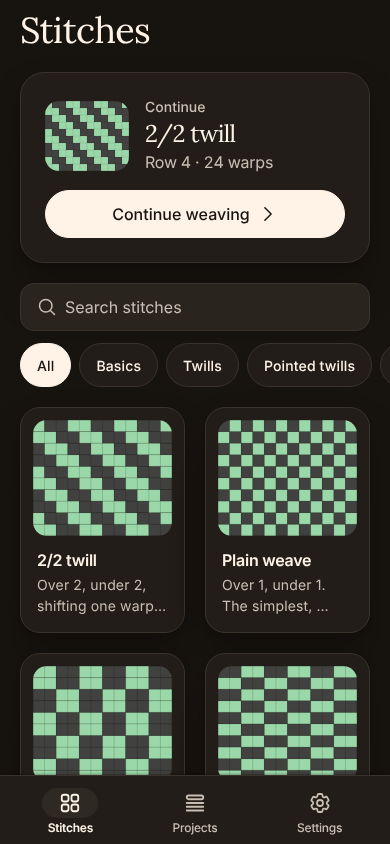 Stitches
Continue
2/2 twill
Row 4 · 24 warps
Continue weaving
Search stitches
All
Basics
Twills
Pointed twills
2/2 twill
Over 2, under 2,
shifting one warp...
Plain weave
Over 1, under 1.
The simplest, ...
Stitches
Projects
Settings